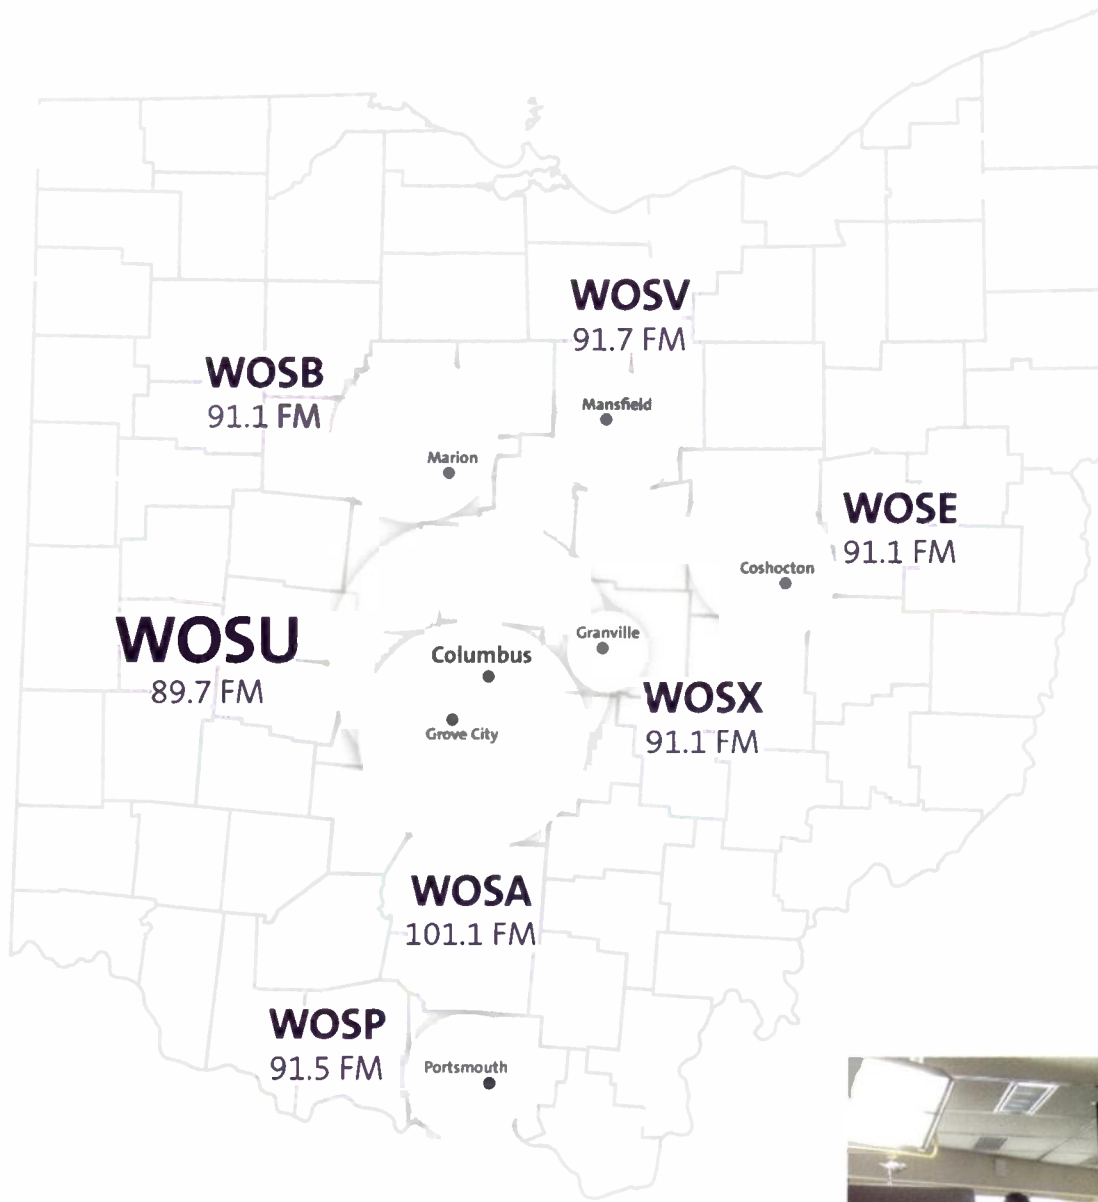 WOSV
91.7 FM
WOSB
91.1 FM
Mansfield
Marion
WOSE
91.1 FM
Coshocton
WOSU
89.7 FM
Granville
Columbus
WOSX
91.1 FM
Grove City
WOSA
101.1 FM
WOSP
91.5 FM
Portsmouth